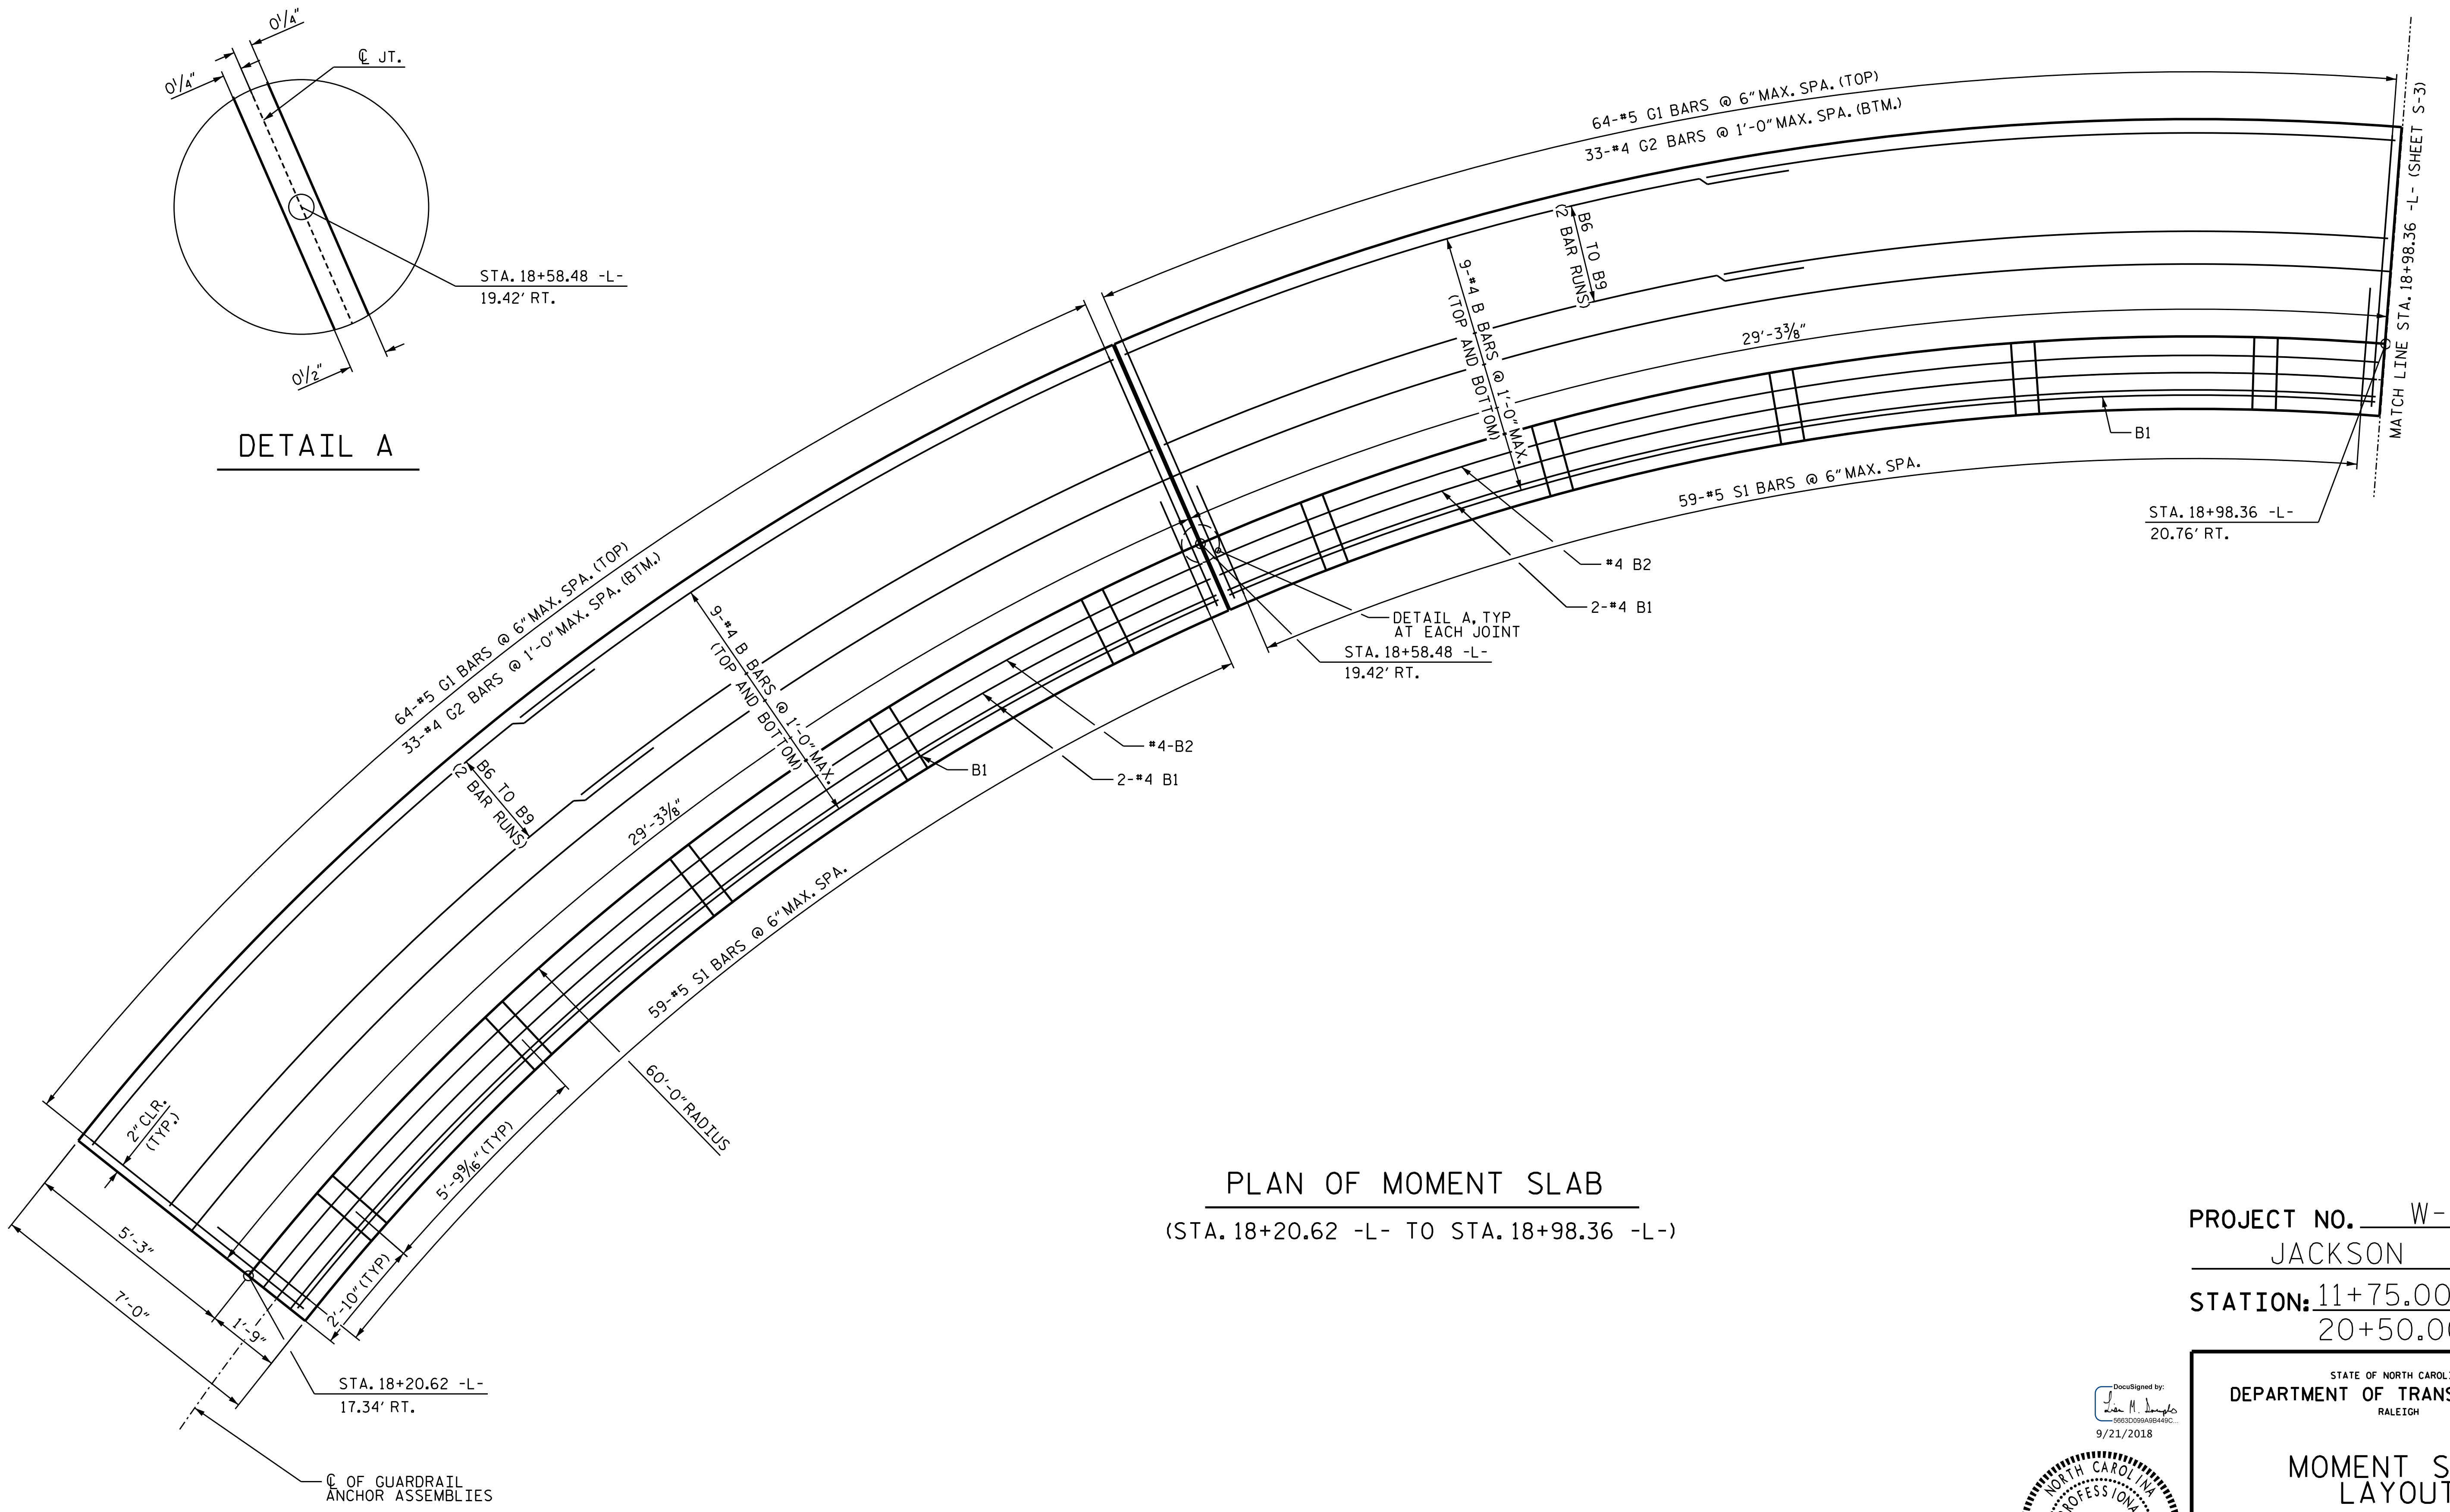 0¼"
0¼"
℄ JT.
STA. 18+58.48 -L-
19.42' RT.
0½"
DETAIL A
64-#5 G1 BARS @ 6" MAX. SPA. (TOP)
33-#4 G2 BARS @ 1'-0" MAX. SPA. (BTM.)
B6 TO B9
(2 BAR RUNS)
9-#4 B BARS @ 1'-0" MAX.
(TOP AND BOTTOM)
29'-3⅜"
B1
59-#5 S1 BARS @ 6" MAX. SPA.
MATCH LINE STA. 18+98.36 -L- (SHEET S-3)
STA. 18+98.36 -L-
20.76' RT.
#4 B2
2-#4 B1
DETAIL A, TYP
AT EACH JOINT
STA. 18+58.48 -L-
19.42' RT.
64-#5 G1 BARS @ 6" MAX. SPA. (TOP)
33-#4 G2 BARS @ 1'-0" MAX. SPA. (BTM.)
9-#4 B BARS @ 1'-0" MAX.
(TOP AND BOTTOM)
B6 TO B9
(2 BAR RUNS)
29'-3⅜"
#4-B2
B1
2-#4 B1
59-#5 S1 BARS @ 6" MAX. SPA.
60'-0" RADIUS
2" CLR.
(TYP.)
5'-9⁹⁄₁₆" (TYP)
2'-10" (TYP)
5'-3"
7'-0"
1'-9"
STA. 18+20.62 -L-
17.34' RT.
℄ OF GUARDRAIL
ANCHOR ASSEMBLIES
PLAN OF MOMENT SLAB
(STA. 18+20.62 -L- TO STA. 18+98.36 -L-)
PROJECT NO. W-
JACKSON
STATION: 11+75.00
20+50.00
STATE OF NORTH CAROLI
DEPARTMENT OF TRANS
RALEIGH
MOMENT S
LAYOUT
DocuSigned by:
5663D099A9B449C...
9/21/2018
NORTH CAROLINA
PROFESSIONA